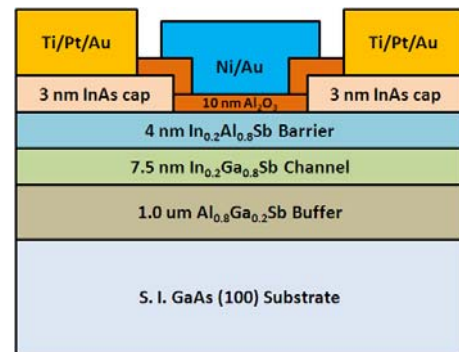 Ti/Pt/Au
Ni/Au
Ti/Pt/Au
3 nm InAs cap
10 nm Al₂O₃
3 nm InAs cap
4 nm In₀.₂Al₀.₈Sb Barrier
7.5 nm In₀.₂Ga₀.₈Sb Channel
1.0 um Al₀.₈Ga₀.₂Sb Buffer
S. I. GaAs (100) Substrate